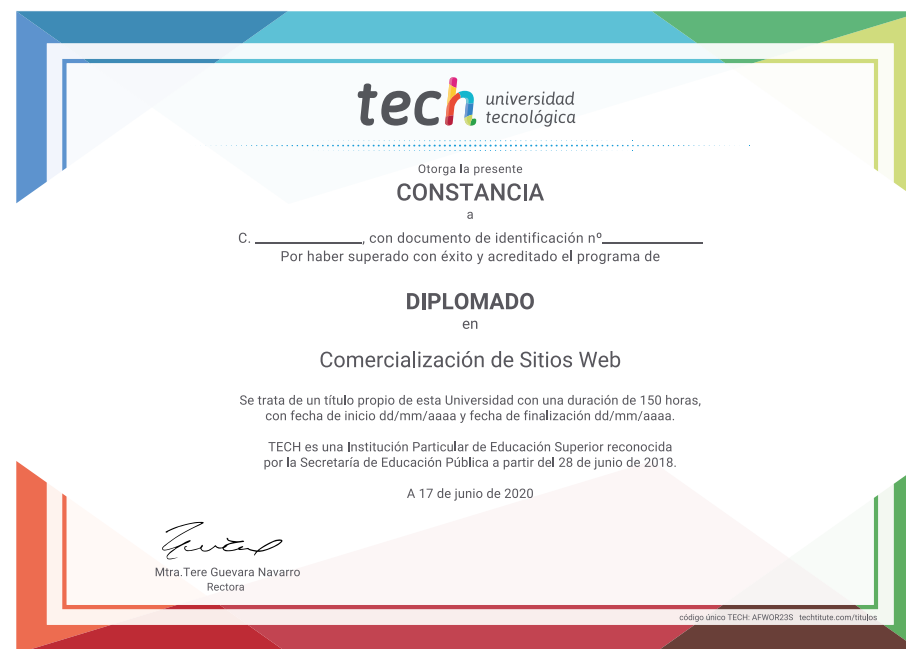 tech universidad
tecnológica
Otorga la presente
CONSTANCIA
a
C. ______________, con documento de identificación nº______________
Por haber superado con éxito y acreditado el programa de
DIPLOMADO
en
Comercialización de Sitios Web
Se trata de un título propio de esta Universidad con una duración de 150 horas,
con fecha de inicio dd/mm/aaaa y fecha de finalización dd/mm/aaaa.
TECH es una Institución Particular de Educación Superior reconocida
por la Secretaría de Educación Pública a partir del 28 de junio de 2018.
A 17 de junio de 2020
Mtra.Tere Guevara Navarro
Rectora
código único TECH: AFWOR23S techtitute.com/titulos